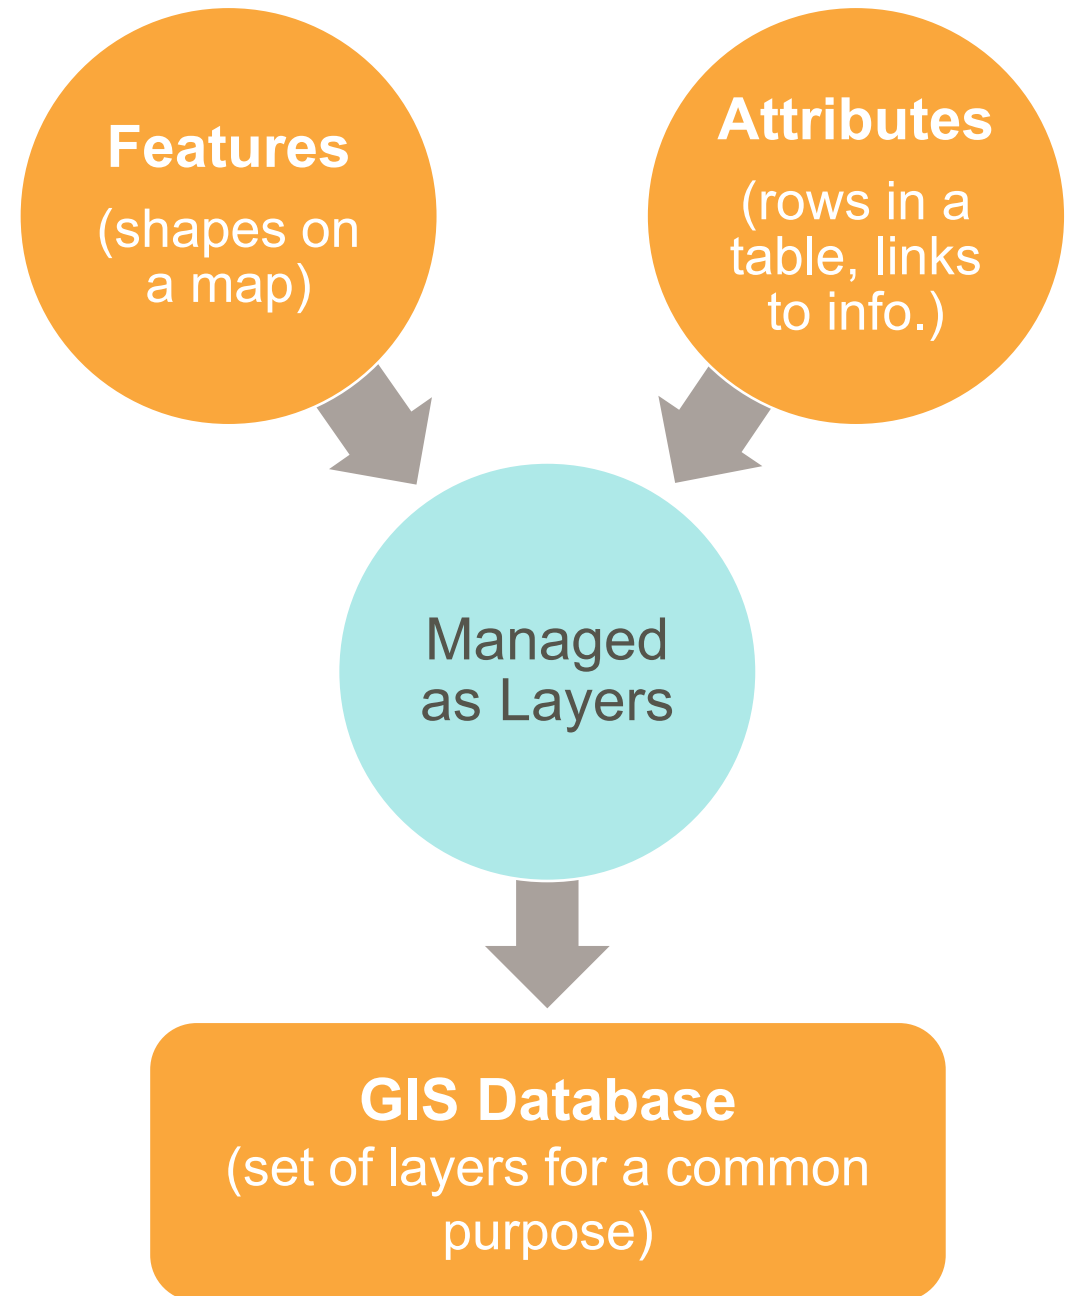 Features
(shapes on
a map)
Attributes
(rows in a
table, links
to info.)
Managed
as Layers
GIS Database
(set of layers for a common
purpose)